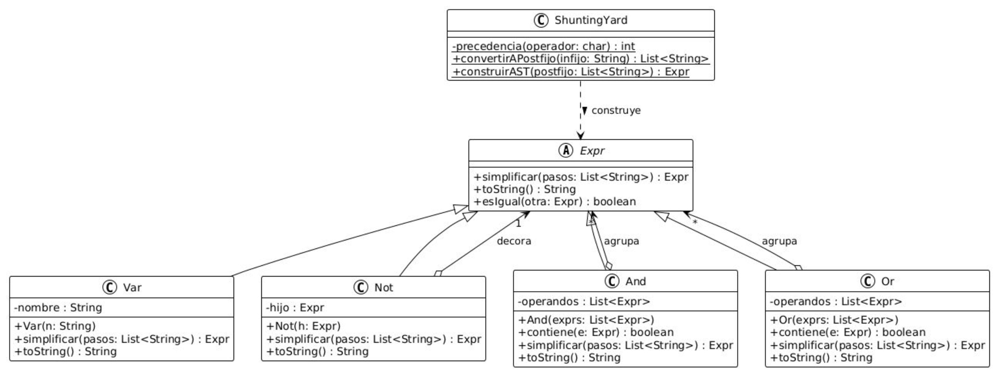 C ShuntingYard
-precedencia(operador: char) : int
+convertirAPostfijo(infijo: String) : List<String>
+construirAST(postfijo: List<String>) : Expr
construye
A Expr
+simplificar(pasos: List<String>) : Expr
+toString() : String
+esIgual(otra: Expr) : boolean
1
*
*
decora
agrupa
agrupa
C Var
-nombre : String
+Var(n: String)
+simplificar(pasos: List<String>) : Expr
+toString() : String
C Not
-hijo : Expr
+Not(h: Expr)
+simplificar(pasos: List<String>) : Expr
+toString() : String
C And
-operandos : List<Expr>
+And(exprs: List<Expr>)
+contiene(e: Expr) : boolean
+simplificar(pasos: List<String>) : Expr
+toString() : String
C Or
-operandos : List<Expr>
+Or(exprs: List<Expr>)
+contiene(e: Expr) : boolean
+simplificar(pasos: List<String>) : Expr
+toString() : String